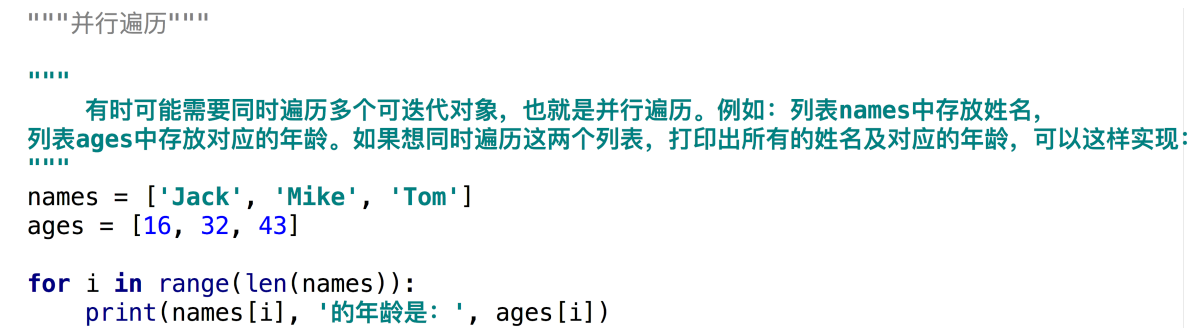 """并行遍历"""
"""
有时可能需要同时遍历多个可迭代对象，也就是并行遍历。例如：列表names中存放姓名，
列表ages中存放对应的年龄。如果想同时遍历这两个列表，打印出所有的姓名及对应的年龄，可以这样实现：
"""
names = ['Jack', 'Mike', 'Tom']
ages = [16, 32, 43]
for i in range(len(names)):
    print(names[i], '的年龄是：', ages[i])